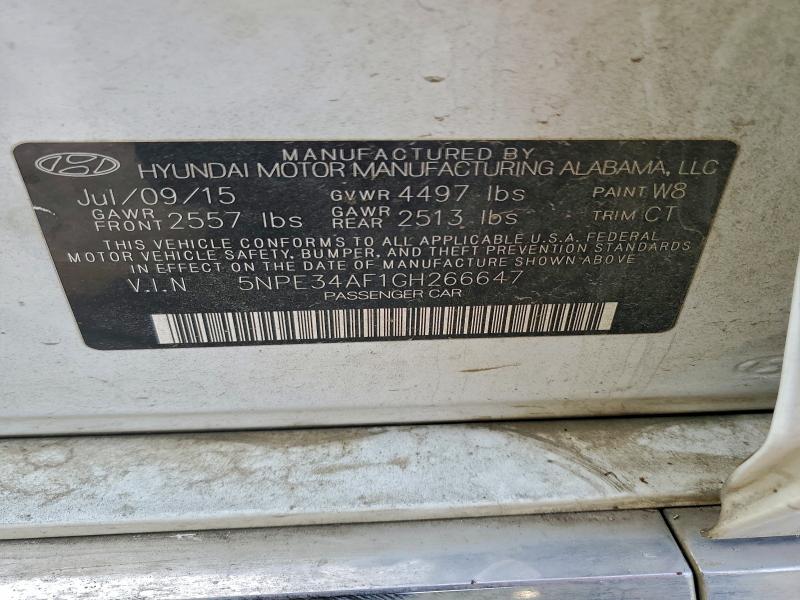 MANUFACTURED BY
HYUNDAI MOTOR MANUFACTURING ALABAMA, LLC
Jul/09/15 GVWR 4497 lbs PAINT W8
GAWR FRONT 2557 lbs GAWR REAR 2513 lbs TRIM CT
THIS VEHICLE CONFORMS TO ALL APPLICABLE U.S.A. FEDERAL
MOTOR VEHICLE SAFETY, BUMPER, AND THEFT PREVENTION STANDARDS
IN EFFECT ON THE DATE OF MANUFACTURE SHOWN ABOVE
V.I.N 5NPE34AF1GH266647
PASSENGER CAR